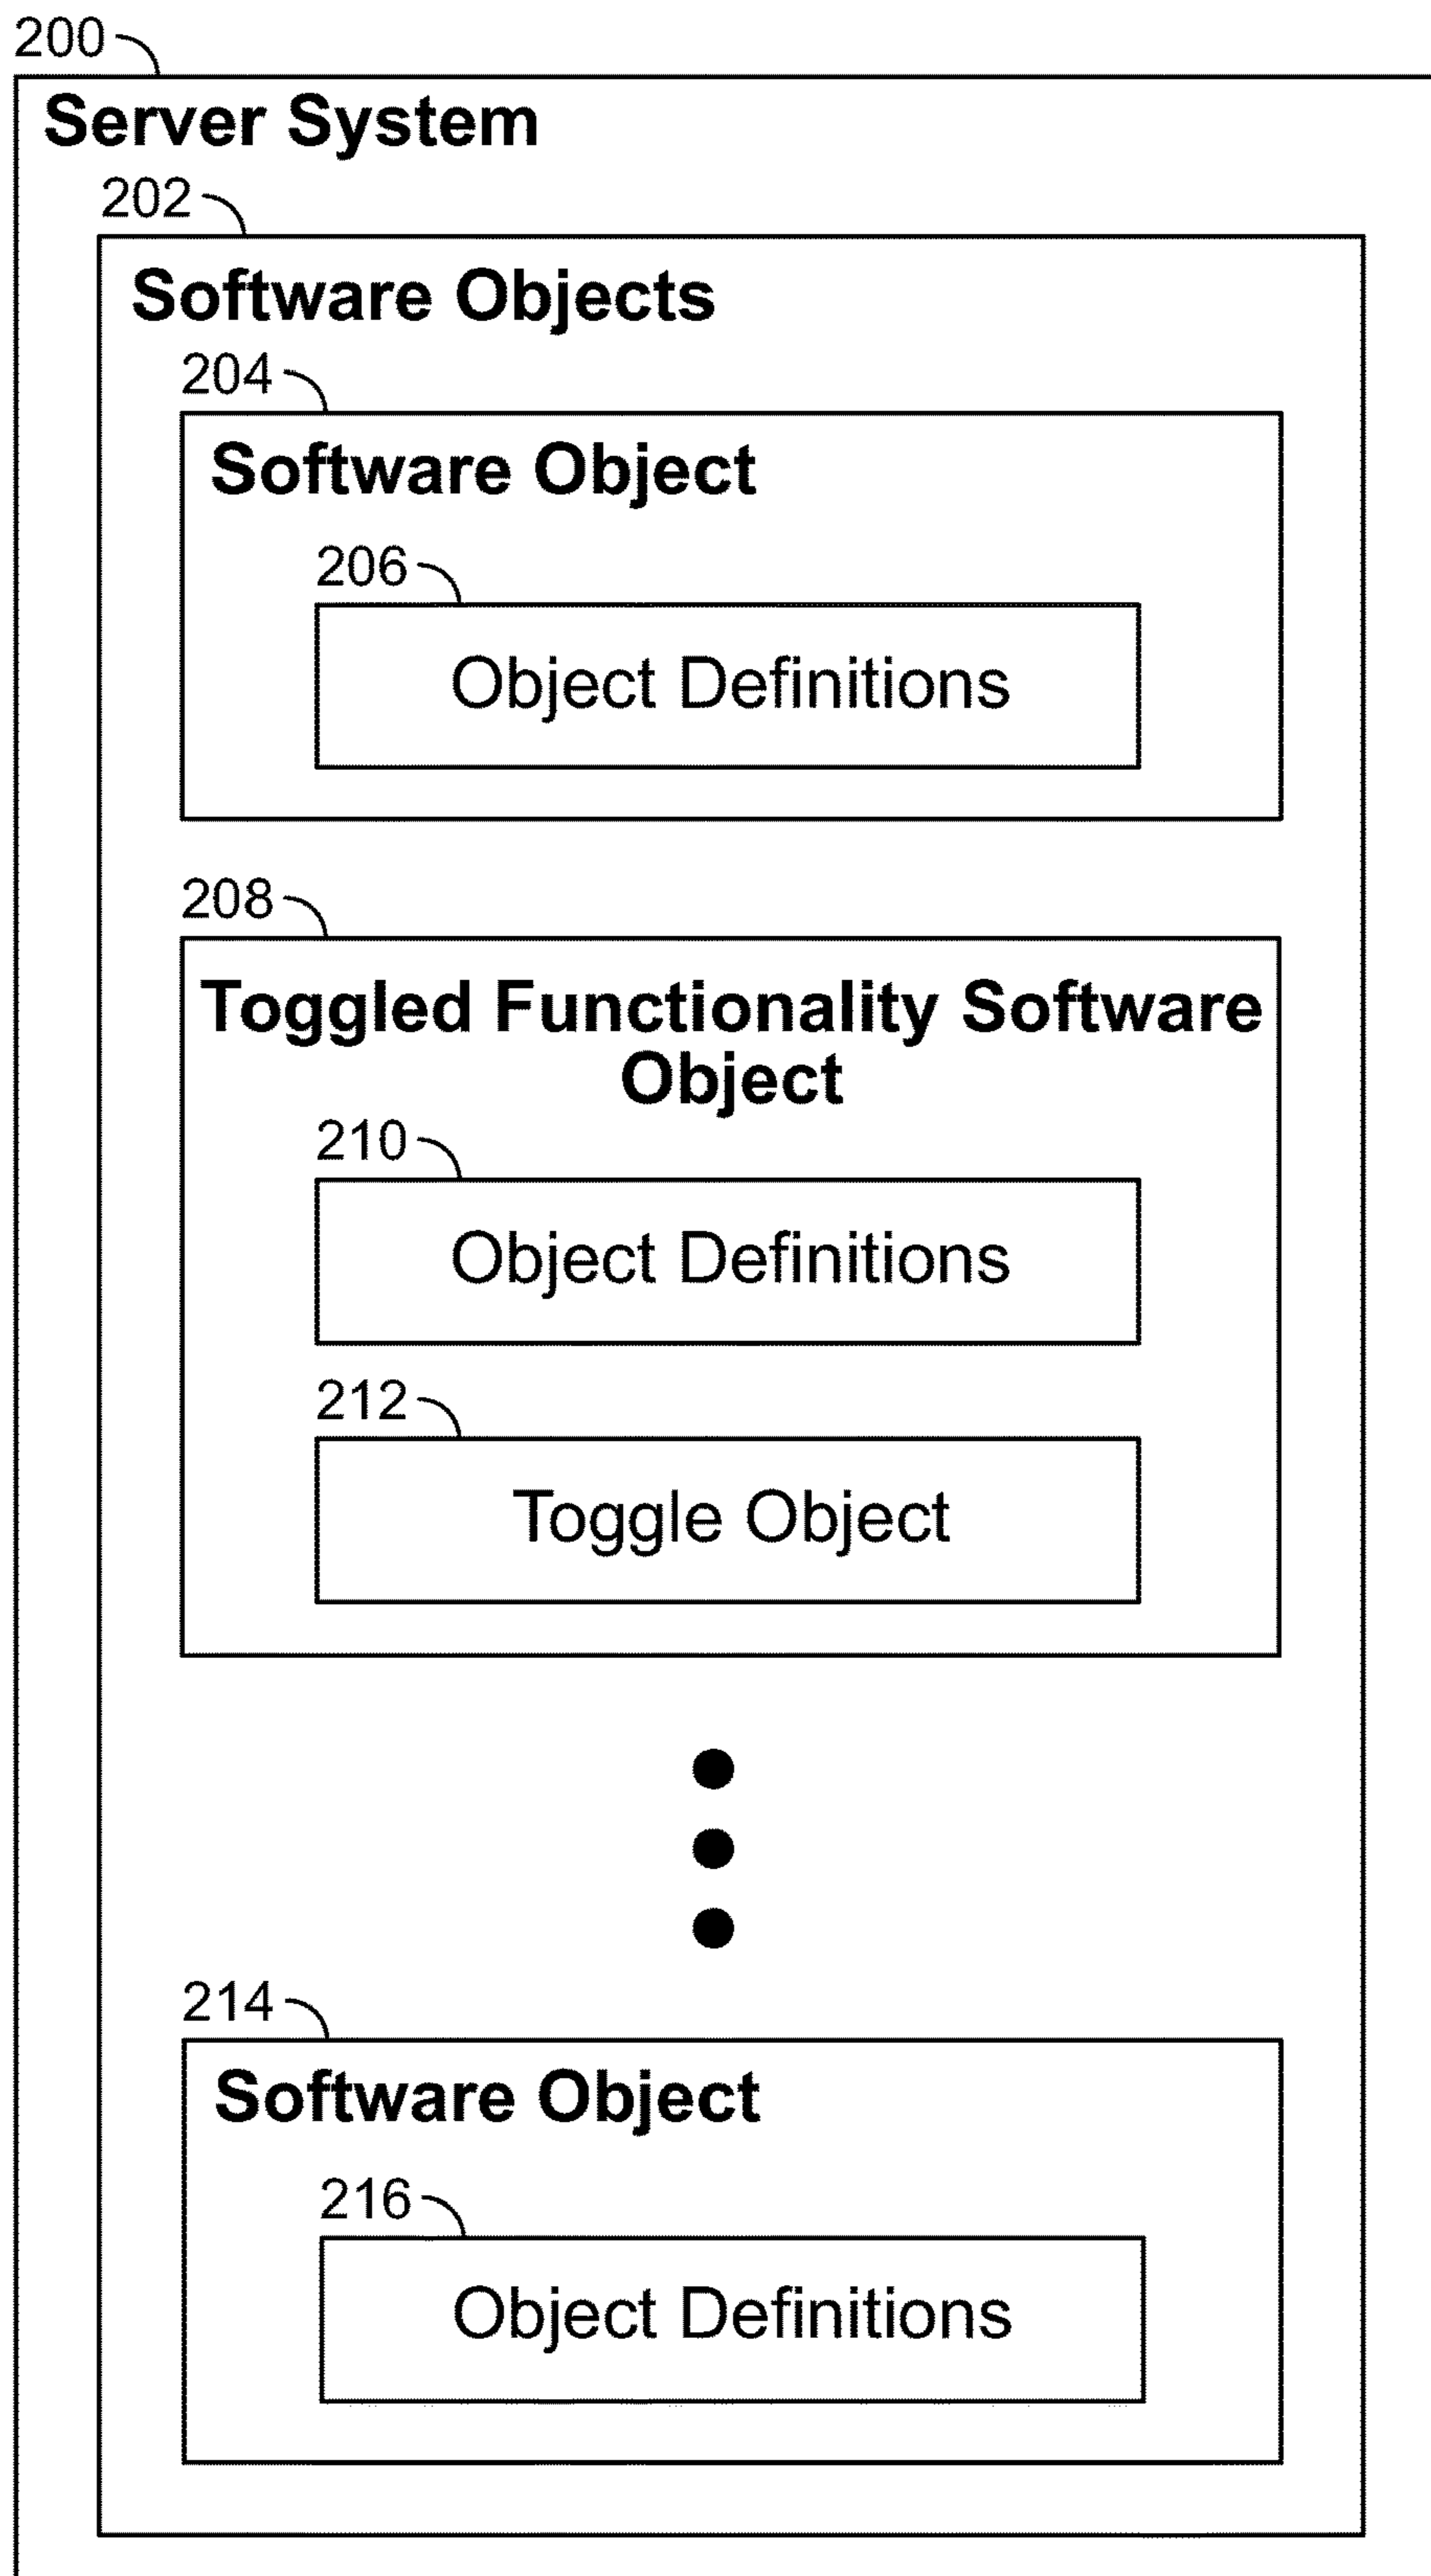 200
Server System
202
Software Objects
204
Software Object
206
Object Definitions
208
Toggled Functionality Software
Object
210
Object Definitions
212
Toggle Object
214
Software Object
216
Object Definitions